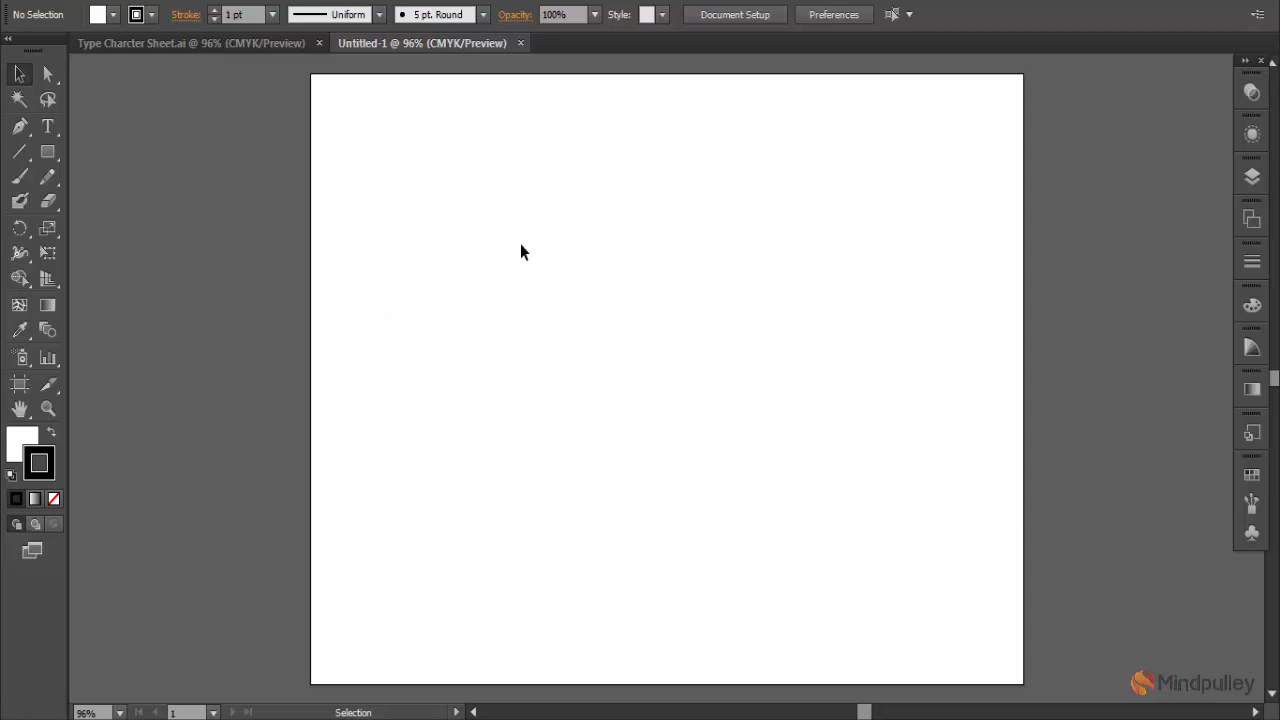 No Selection Stroke: 1 pt Uniform 5 pt. Round Opacity: 100% Style: Document Setup Preferences
Type Charcter Sheet.ai @ 96% (CMYK/Preview) × Untitled-1 @ 96% (CMYK/Preview) ×
Mindpulley
96% 1 Selection